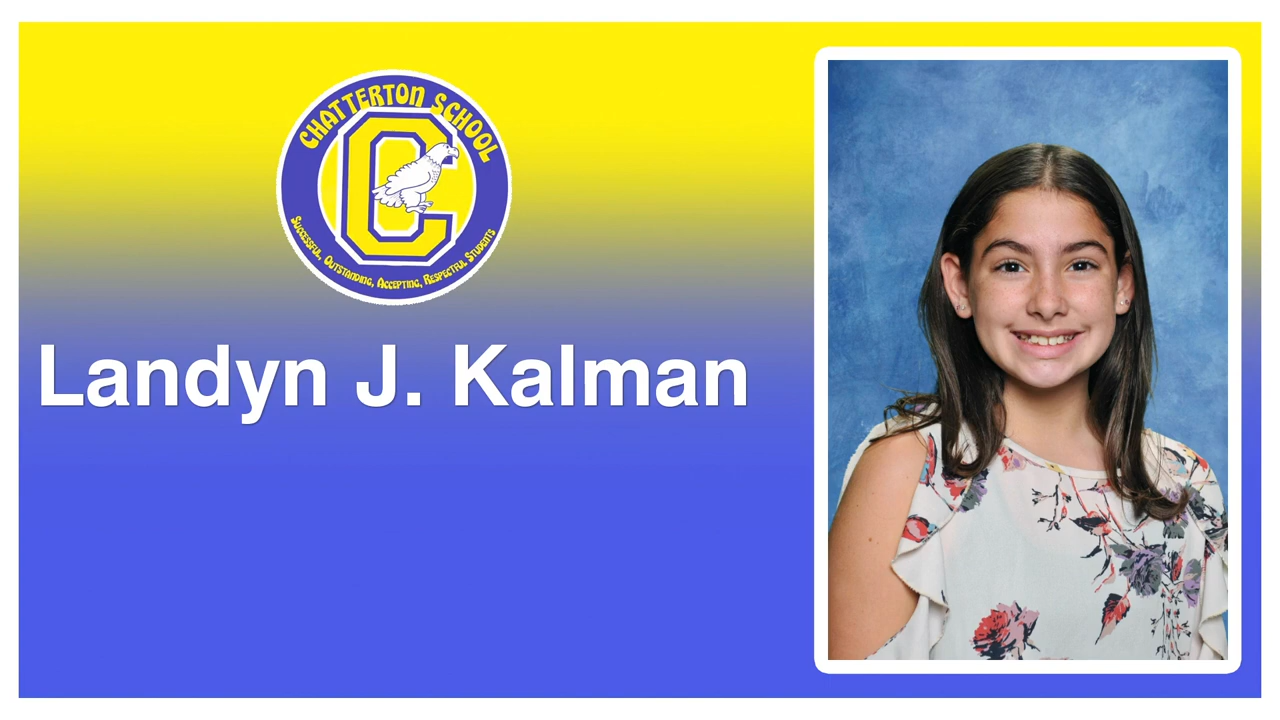 CHATTERTON SCHOOL
C
SUCCESSFUL, OUTSTANDING, ACCEPTING, RESPECTFUL STUDENTS
Landyn J. Kalman